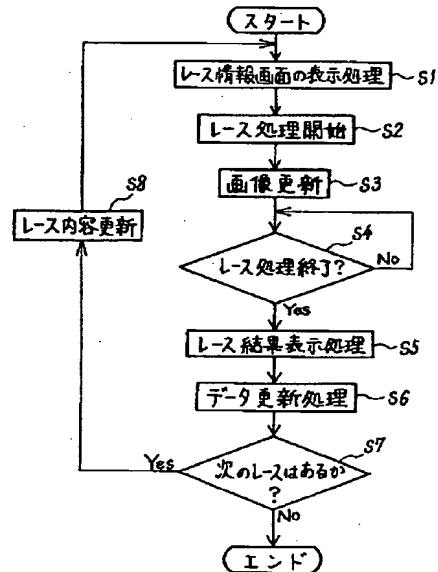 スタート
レース情報画面の表示処理 S1
レース処理開始 S2
画像更新 S3
S8
レース内容更新
S4
レース処理終了? No
Yes
レース結果表示処理 S5
データ更新処理 S6
S7
Yes 次のレースはあるか
?
No
エンド